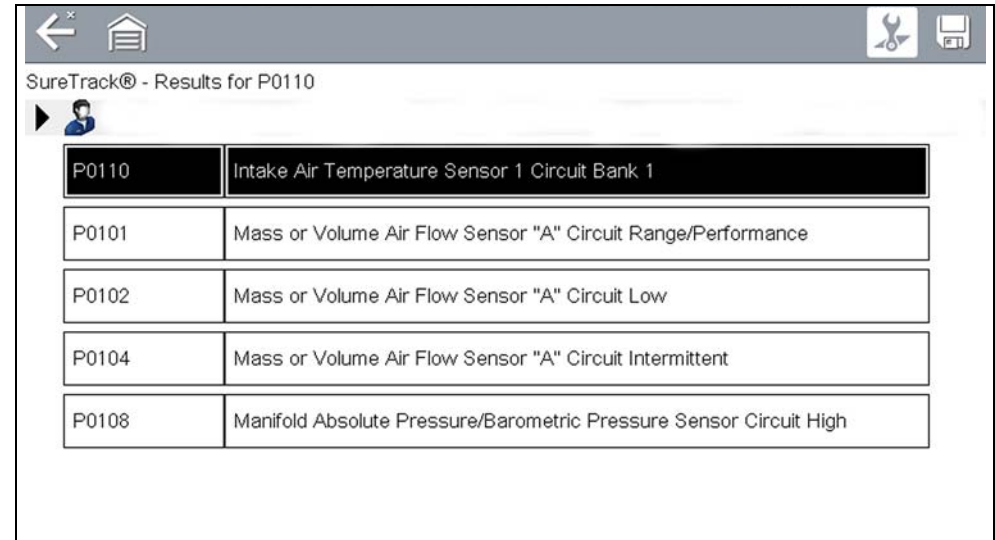 SureTrack® - Results for P0110
P0110 Intake Air Temperature Sensor 1 Circuit Bank 1
P0101 Mass or Volume Air Flow Sensor "A" Circuit Range/Performance
P0102 Mass or Volume Air Flow Sensor "A" Circuit Low
P0104 Mass or Volume Air Flow Sensor "A" Circuit Intermittent
P0108 Manifold Absolute Pressure/Barometric Pressure Sensor Circuit High